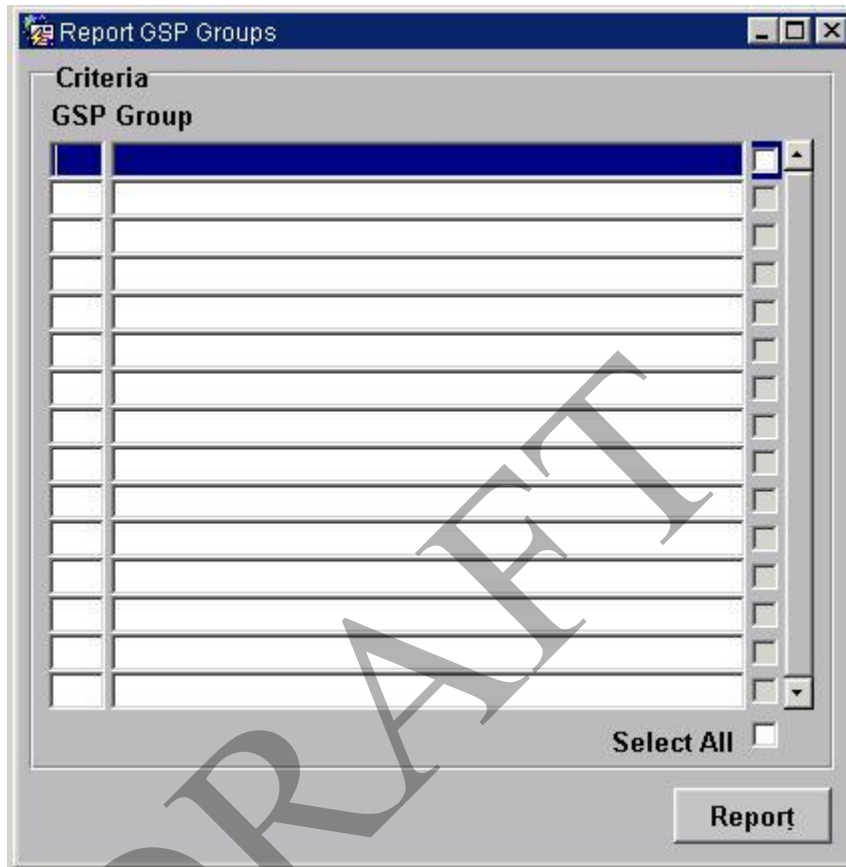 Report GSP Groups
Criteria
GSP Group
Select All
Report
DRAFT